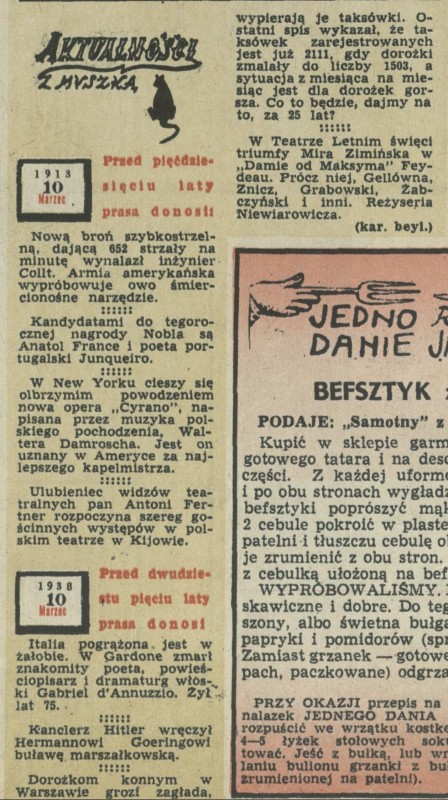 AKTUALNOŚCI
Z MYSZKĄ
1913
10
Marzec
Przed pięćdzie-
sięciu laty
prasa donosi:
Nową broń szybkostrzel-
ną, dającą 652 strzały na
minutę wynalazł inżynier
Collt. Armia amerykańska
wypróbowuje owo śmier-
cionośne narzędzie.
::::::
Kandydatami do tegoro-
cznej nagrody Nobla są
Anatol France i poeta por-
tugalski Junqueiro.
::::::
W New Yorku cieszy się
olbrzymim powodzeniem
nowa opera „Cyrano", na-
pisana przez muzyka pol-
skiego pochodzenia, Wal-
tera Damroscha. Jest on
uznany w Ameryce za naj-
lepszego kapelmistrza.
::::::
Ulubieniec widzów tea-
tralnych pan Antoni Fer-
tner rozpoczyna szereg go-
ścinnych występów w pol-
skim teatrze w Kijowie.
1938
10
Marzec
Przed dwudzie-
stu pięciu laty
prasa donosi
Italia pogrążona jest w
żałobie. W Gardone zmarł
znakomity poeta, powieś-
ciopisarz i dramaturg włos-
ki Gabriel d'Annuzzio. Żył
lat 75.
::::::
Kanclerz Hitler wręczył
Hermannowi Goeringowi
buławę marszałkowską.
::::::
Dorożkom konnym w
Warszawie grozi zagłada,
wypierają je taksówki. O-
statni spis wykazał, że ta-
ksówek zarejestrowanych
jest już 2111, gdy dorożki
zmalały do liczby 1503, a
sytuacja z miesiąca na mie-
siąc jest dla dorożek gor-
sza. Co to będzie, dajmy na
to, za 25 lat?
::::::
W Teatrze Letnim święci
triumfy Mira Zimińska w
„Damie od Maksyma" Fey-
deau. Prócz niej, Gellówna,
Znicz, Grabowski, Żab-
czyński i inni. Reżyseria
Niewiarowicza.
(kar. beyl.)
JEDNO
DANIE
BEFSZTYK
PODAJE: „Samotny" z
Kupić w sklepie garm
gotowego tatara i na desc
części. Z każdej uforme
i po obu stronach wygładz
befsztyki poprószyć mąk
2 cebule pokroić w plaste
patelni i tłuszczu cebulę ob
je zrumienić z obu stron.
z cebulką ułożoną na bef
WYPRÓBOWALIŚMY.
skawiczne i dobre. Do teg
szony, albo świetna bułga
papryki i pomidorów (spr
Zamiast grzanek — gotowe
pach, paczkowane) odgrza
PRZY OKAZJI przepis na
nalazek JEDNEGO DANIA
rozpuścić we wrzątku kostkę
4—5 łyżek stołowych soku
tować. Jeść z bułką, lub wr
laniu bulionu grzanki z buł
zrumienionej na patelni).